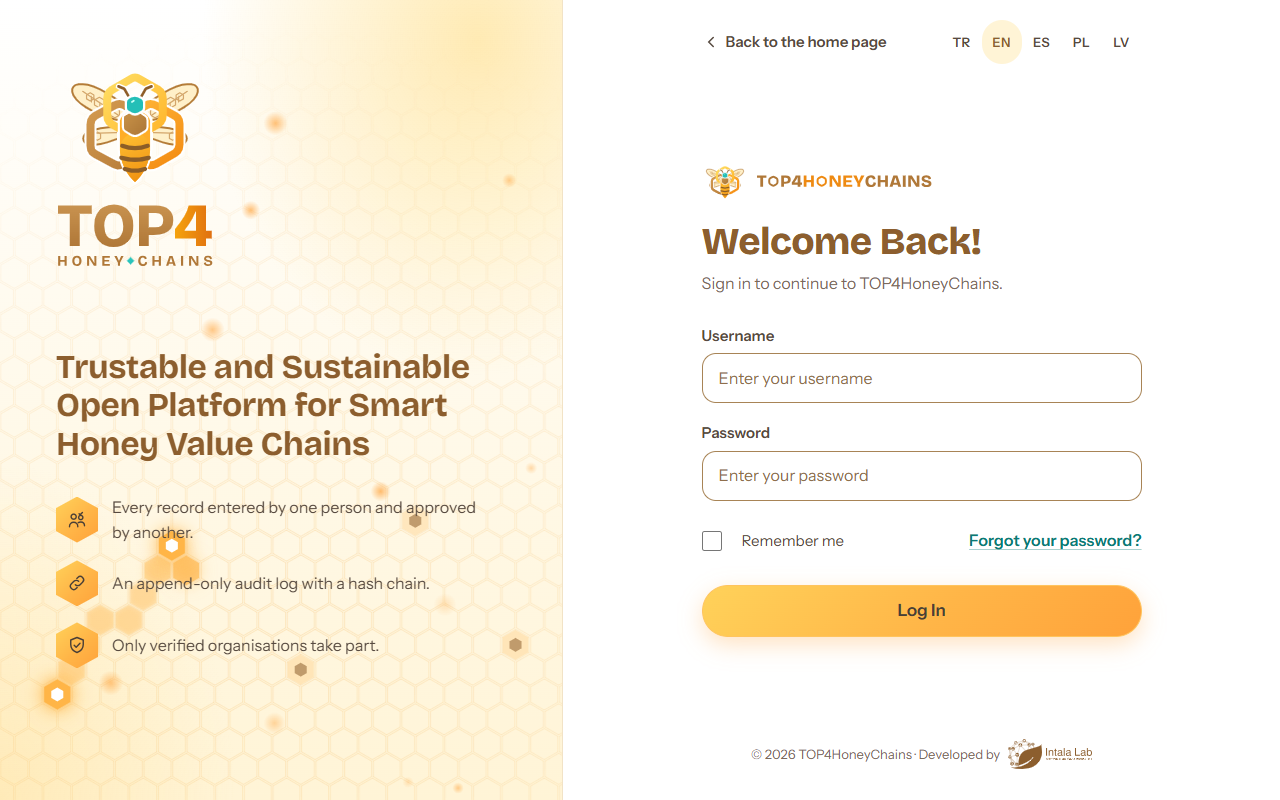 TOP4
HONEY CHAINS
Trustable and Sustainable
Open Platform for Smart
Honey Value Chains
Every record entered by one person and approved
by another.
An append-only audit log with a hash chain.
Only verified organisations take part.
Back to the home page
TR EN ES PL LV
TOP4HONEYCHAINS
Welcome Back!
Sign in to continue to TOP4HoneyChains.
Username
Enter your username
Password
Enter your password
Remember me
Forgot your password?
Log In
© 2026 TOP4HoneyChains · Developed by
Intala Lab